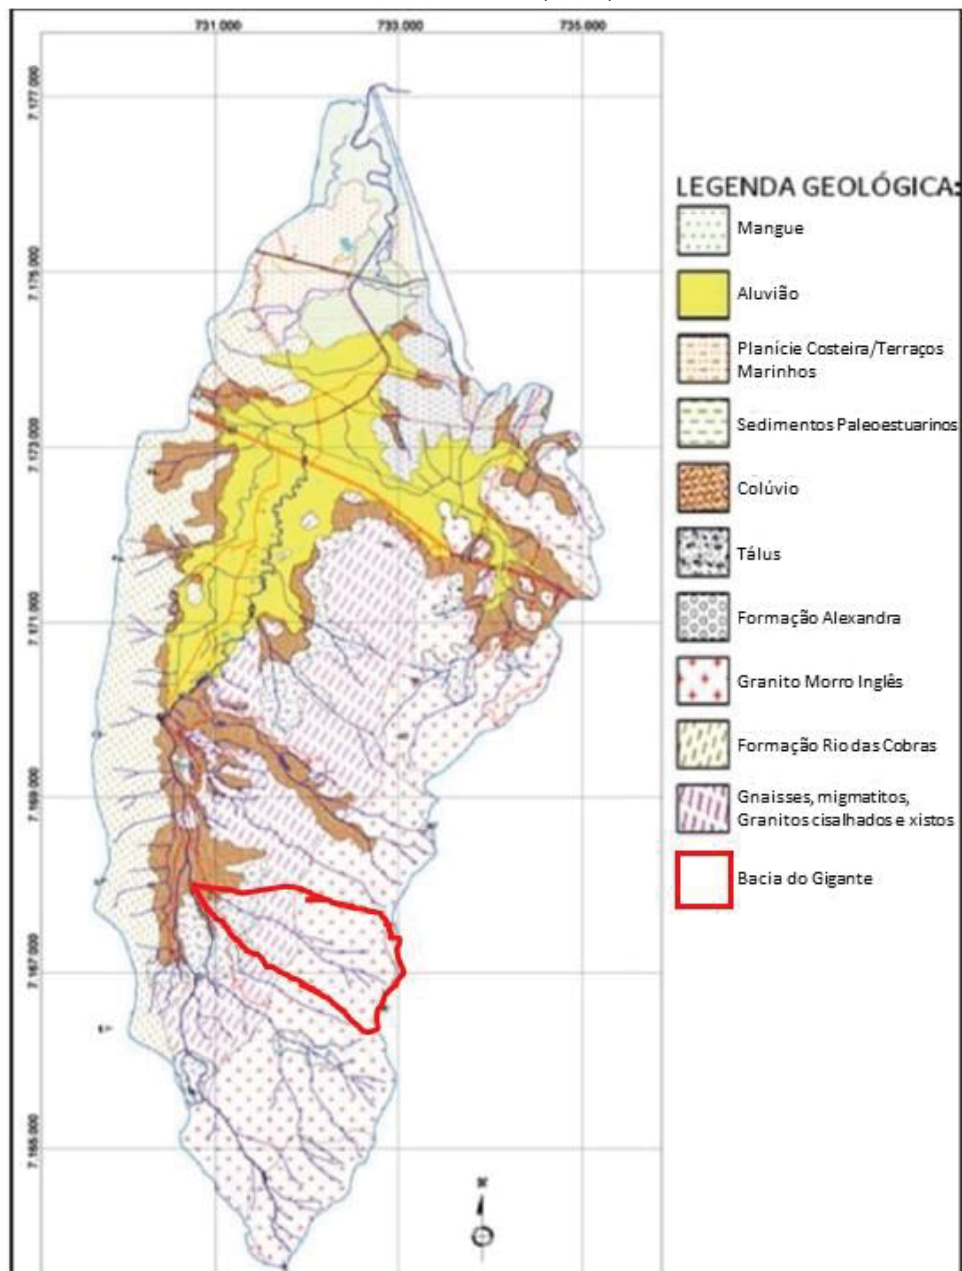 731 000
733 000
735 000
7.177 000
7.175 000
7.173 000
7.171 000
7.169 000
7.167 000
7.165 000
LEGENDA GEOLÓGICA:
Mangue
Aluvião
Planície Costeira/Terraços
Marinhos
Sedimentos Paleoestuarinos
Colúvio
Tálus
Formação Alexandra
Granito Morro Inglês
Formação Rio das Cobras
Gnaisses, migmatitos,
Granitos cisalhados e xistos
Bacia do Gigante
N